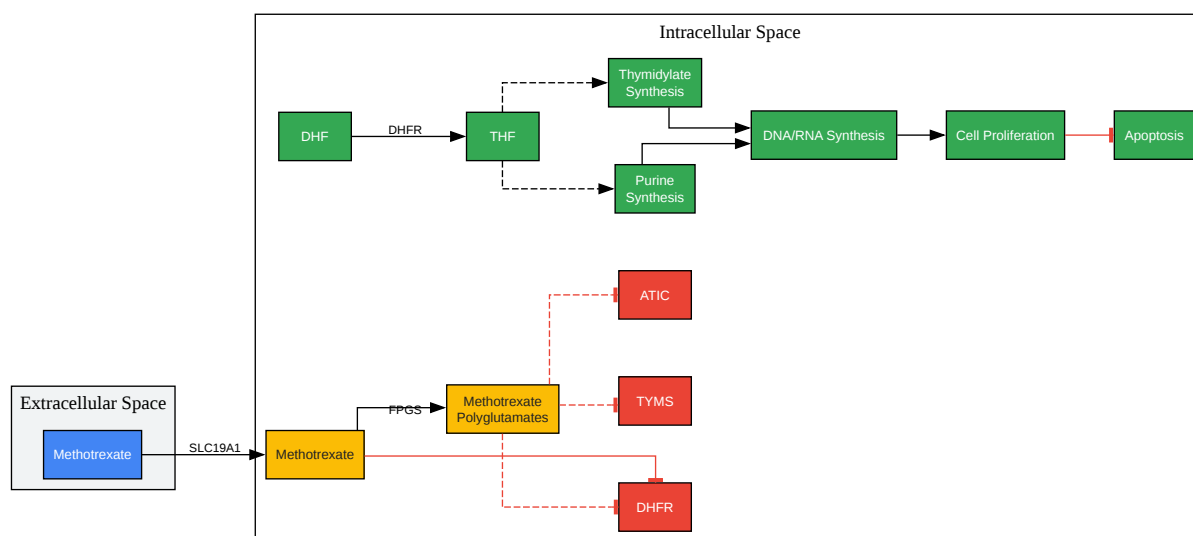 Intracellular Space
Thymidylate
Synthesis
DHF
DHFR
THF
DNA/RNA Synthesis
Cell Proliferation
Apoptosis
Purine
Synthesis
ATIC
Extracellular Space
Methotrexate
SLC19A1
Methotrexate
FPGS
Methotrexate
Polyglutamates
TYMS
DHFR